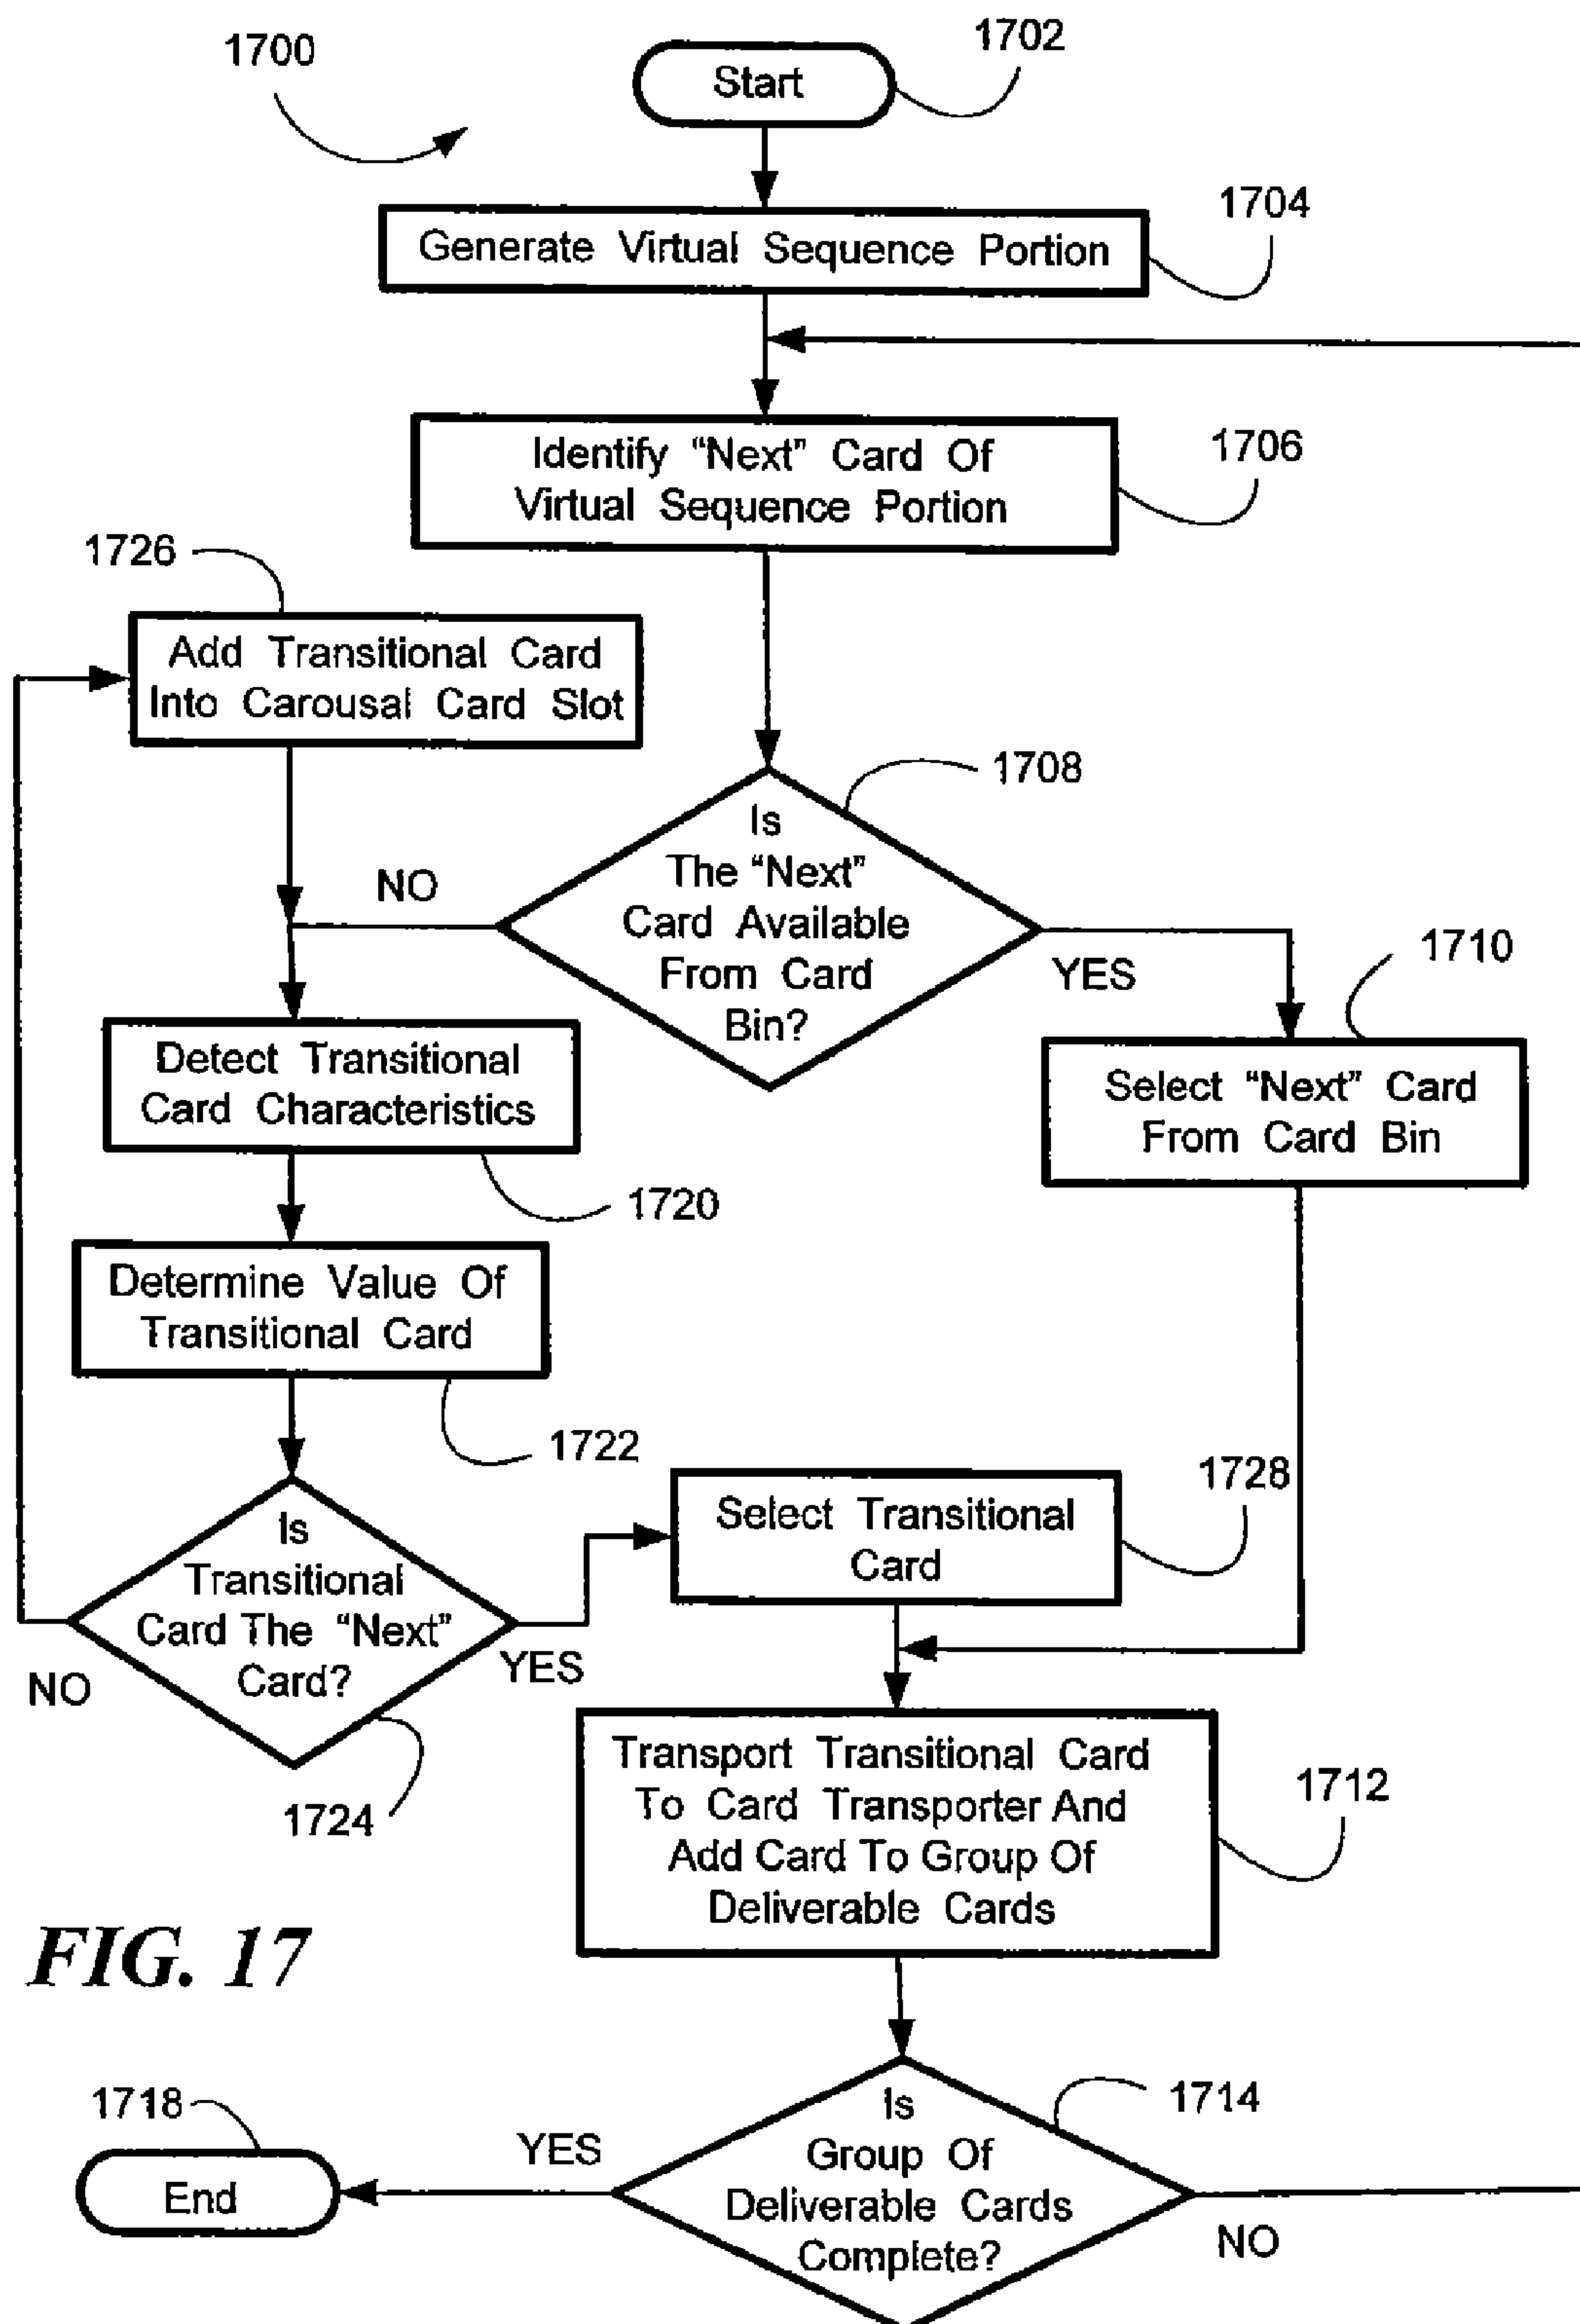 1700
1702
Start
1704
Generate Virtual Sequence Portion
1706
Identify “Next” Card Of
Virtual Sequence Portion
1726
Add Transitional Card
Into Carousal Card Slot
1708
Is
The “Next”
Card Available
From Card
Bin?
NO
YES
1710
Select “Next” Card
From Card Bin
Detect Transitional
Card Characteristics
1720
Determine Value Of
Transitional Card
1722
1728
Select Transitional
Card
Is
Transitional
Card The “Next”
Card?
NO
YES
1724
Transport Transitional Card
To Card Transporter And
Add Card To Group Of
Deliverable Cards
1712
FIG. 17
1718
End
YES
1714
Is
Group Of
Deliverable Cards
Complete?
NO